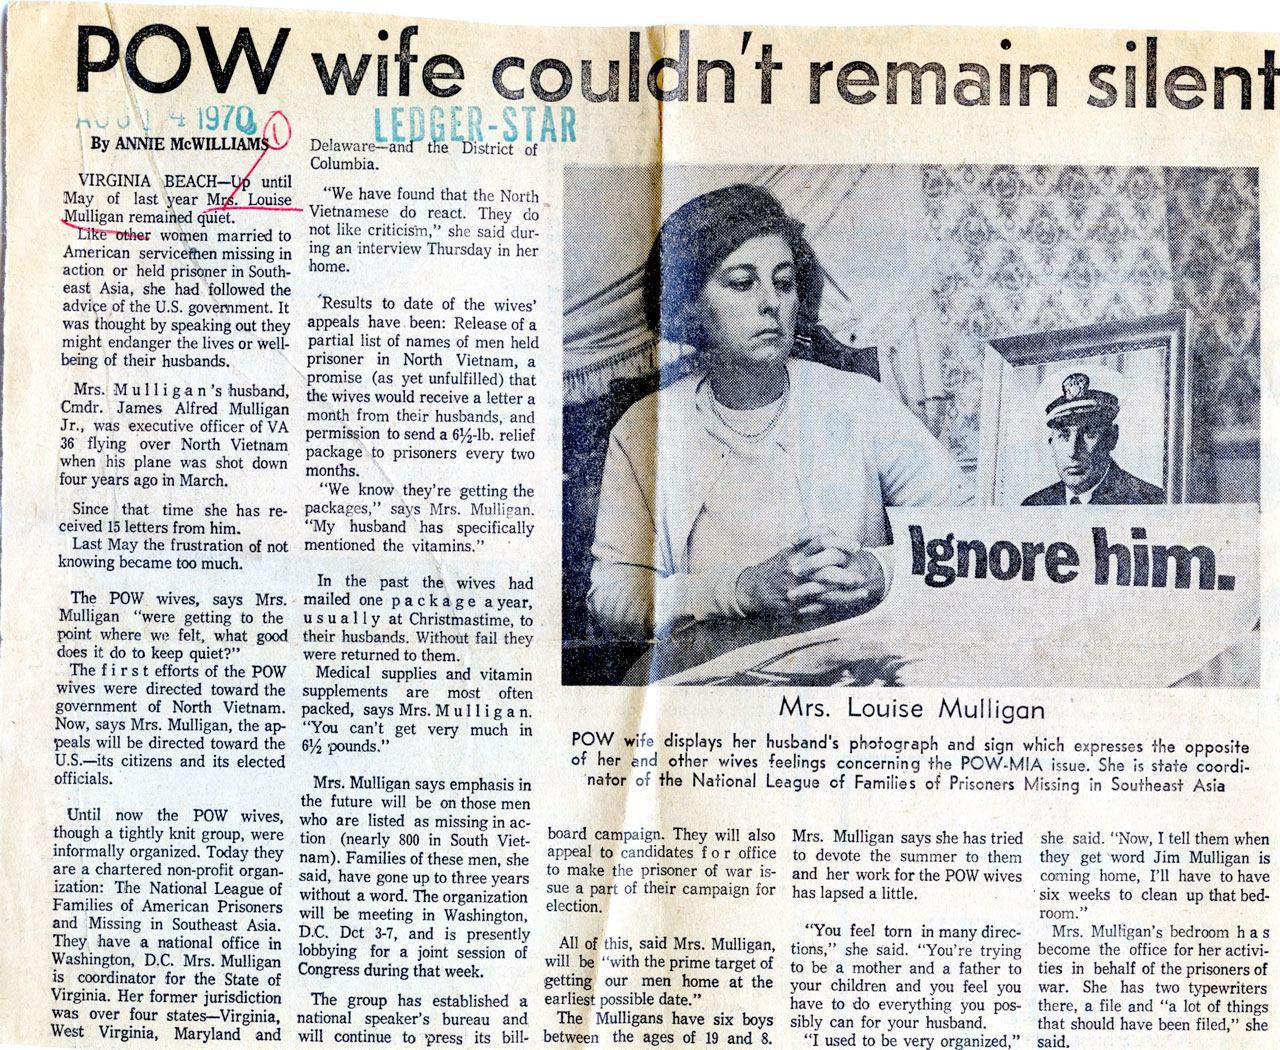 POW wife couldn't remain silent
AUG 14 1970
LEDGER-STAR
1
By ANNIE McWILLIAMS
VIRGINIA BEACH—Up until
May of last year Mrs. Louise
Mulligan remained quiet.
Like other women married to
American servicemen missing in
action or held prisoner in South-
east Asia, she had followed the
advice of the U.S. government. It
was thought by speaking out they
might endanger the lives or well-
being of their husbands.
Mrs. Mulligan's husband,
Cmdr. James Alfred Mulligan
Jr., was executive officer of VA
36 flying over North Vietnam
when his plane was shot down
four years ago in March.
Since that time she has re-
ceived 15 letters from him.
Last May the frustration of not
knowing became too much.
The POW wives, says Mrs.
Mulligan "were getting to the
point where we felt, what good
does it do to keep quiet?"
The first efforts of the POW
wives were directed toward the
government of North Vietnam.
Now, says Mrs. Mulligan, the ap-
peals will be directed toward the
U.S.—its citizens and its elected
officials.
Until now the POW wives,
though a tightly knit group, were
informally organized. Today they
are a chartered non-profit organ-
ization: The National League of
Families of American Prisoners
and Missing in Southeast Asia.
They have a national office in
Washington, D.C. Mrs. Mulligan
is coordinator for the State of
Virginia. Her former jurisdiction
was over four states—Virginia,
West Virginia, Maryland and
Delaware—and the District of
Columbia.
"We have found that the North
Vietnamese do react. They do
not like criticism," she said dur-
ing an interview Thursday in her
home.
Results to date of the wives'
appeals have been: Release of a
partial list of names of men held
prisoner in North Vietnam, a
promise (as yet unfulfilled) that
the wives would receive a letter a
month from their husbands, and
permission to send a 6½-lb. relief
package to prisoners every two
months.
"We know they're getting the
packages," says Mrs. Mulligan.
"My husband has specifically
mentioned the vitamins."
In the past the wives had
mailed one package a year,
usually at Christmastime, to
their husbands. Without fail they
were returned to them.
Medical supplies and vitamin
supplements are most often
packed, says Mrs. Mulligan.
"You can't get very much in
6½ pounds."
Mrs. Mulligan says emphasis in
the future will be on those men
who are listed as missing in ac-
tion (nearly 800 in South Viet-
nam). Families of these men, she
said, have gone up to three years
without a word. The organization
will be meeting in Washington,
D.C. Dct 3-7, and is presently
lobbying for a joint session of
Congress during that week.
The group has established a
national speaker's bureau and
will continue to press its bill-
Ignore him.
Mrs. Louise Mulligan
POW wife displays her husband's photograph and sign which expresses the opposite
of her and other wives feelings concerning the POW-MIA issue. She is state coordi-
nator of the National League of Families of Prisoners Missing in Southeast Asia
board campaign. They will also
appeal to candidates for office
to make the prisoner of war is-
sue a part of their campaign for
election.
All of this, said Mrs. Mulligan,
will be "with the prime target of
getting our men home at the
earliest possible date."
The Mulligans have six boys
between the ages of 19 and 8.
Mrs. Mulligan says she has tried
to devote the summer to them
and her work for the POW wives
has lapsed a little.
"You feel torn in many direc-
tions," she said. "You're trying
to be a mother and a father to
your children and you feel you
have to do everything you pos-
sibly can for your husband.
"I used to be very organized,"
she said. "Now, I tell them when
they get word Jim Mulligan is
coming home, I'll have to have
six weeks to clean up that bed-
room."
Mrs. Mulligan's bedroom has
become the office for her activi-
ties in behalf of the prisoners of
war. She has two typewriters
there, a file and "a lot of things
that should have been filed," she
said.